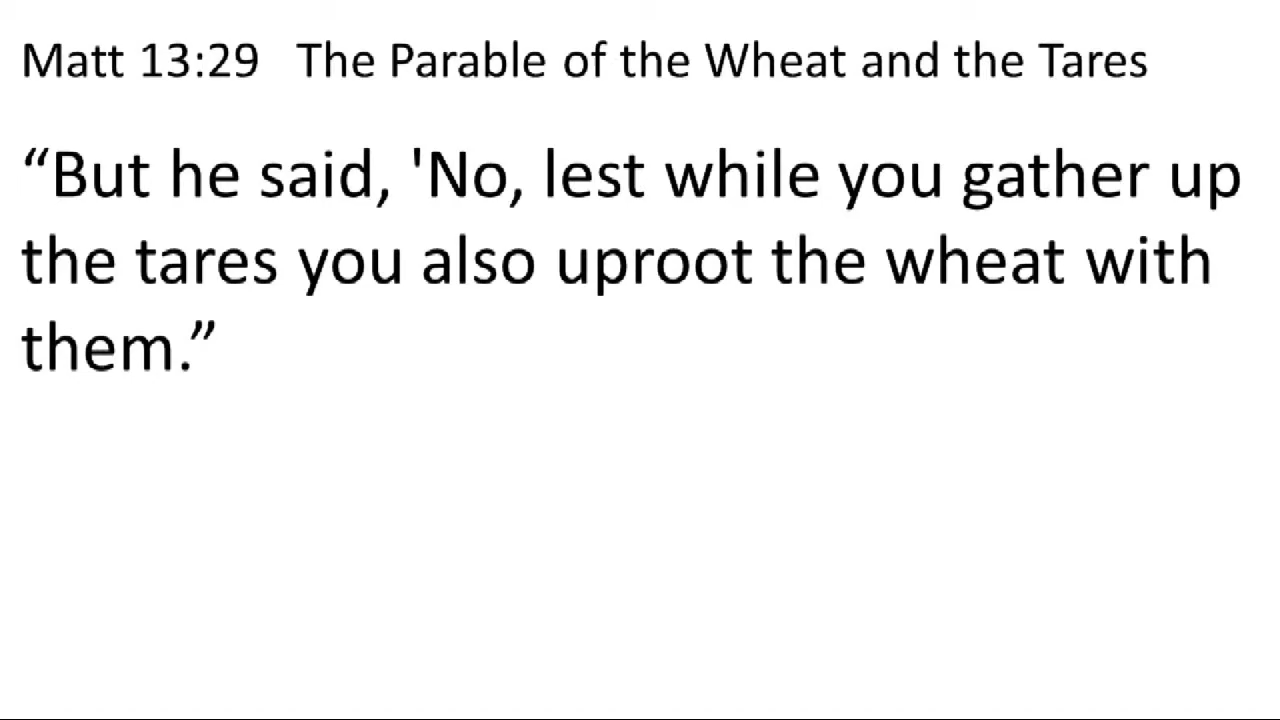 Matt 13:29   The Parable of the Wheat and the Tares
“But he said, 'No, lest while you gather up
the tares you also uproot the wheat with
them.”